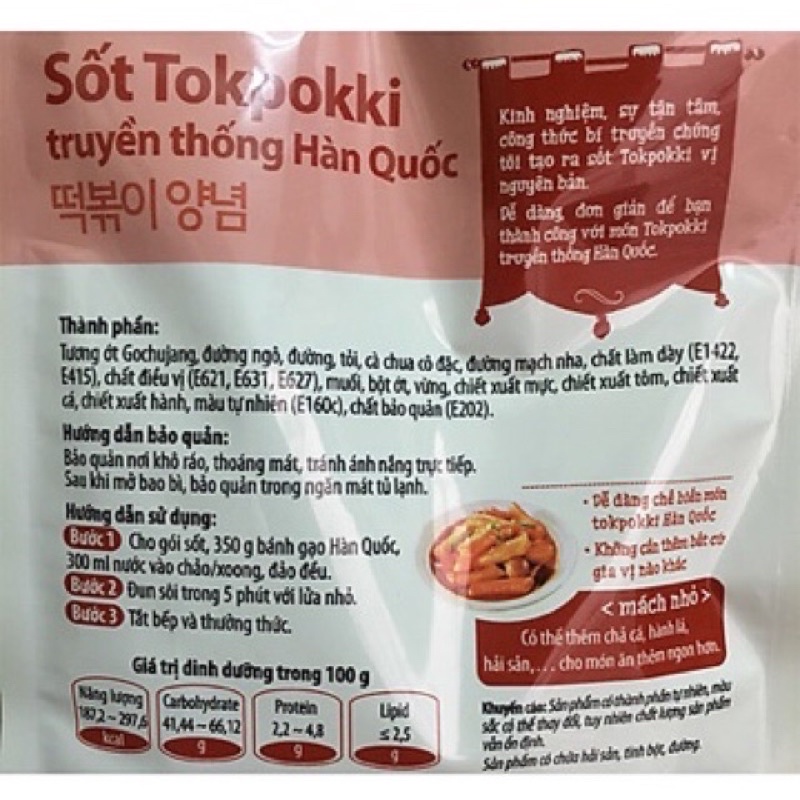 Sốt Tokpokki
truyền thống Hàn Quốc
떡볶이 양념
Kinh nghiệm, sự tận tâm,
công thức bí truyền chúng
tôi tạo ra sốt Tokpokki vị
nguyên bản.
Dễ dàng, đơn giản để bạn
thành công với món Tokpokki
truyền thống Hàn Quốc.
Thành phần:
Tương ớt Gochujang, đường ngô, đường, tỏi, cà chua cô đặc, đường mạch nha, chất làm dày (E1422,
E415), chất điều vị (E621, E631, E627), muối, bột ớt, vừng, chiết xuất mực, chiết xuất tôm, chiết xuất
cá, chiết xuất hành, màu tự nhiên (E160c), chất bảo quản (E202).
Hướng dẫn bảo quản:
Bảo quản nơi khô ráo, thoáng mát, tránh ánh nắng trực tiếp.
Sau khi mở bao bì, bảo quản trong ngăn mát tủ lạnh.
Hướng dẫn sử dụng:
Bước 1 Cho gói sốt, 350 g bánh gạo Hàn Quốc,
300 ml nước vào chảo/xoong, đảo đều.
Bước 2 Đun sôi trong 5 phút với lửa nhỏ.
Bước 3 Tắt bếp và thưởng thức.
- Dễ dàng chế biến món
tokpokki Hàn Quốc
- Không cần thêm bất cứ
gia vị nào khác
< mách nhỏ >
Có thể thêm chả cá, hành lá,
hải sản,... cho món ăn thêm ngon hơn.
Giá trị dinh dưỡng trong 100 g
Năng lượng
187,2 ~ 297,6
kcal
Carbohydrate
41,44 ~ 66,12
g
Protein
2,2 ~ 4,8
g
Lipid
≤ 2,5
g
Khuyến cáo: Sản phẩm có thành phần tự nhiên, màu
sắc có thể thay đổi, tuy nhiên chất lượng sản phẩm
vẫn ổn định.
Sản phẩm có chứa hải sản, tinh bột, đường.